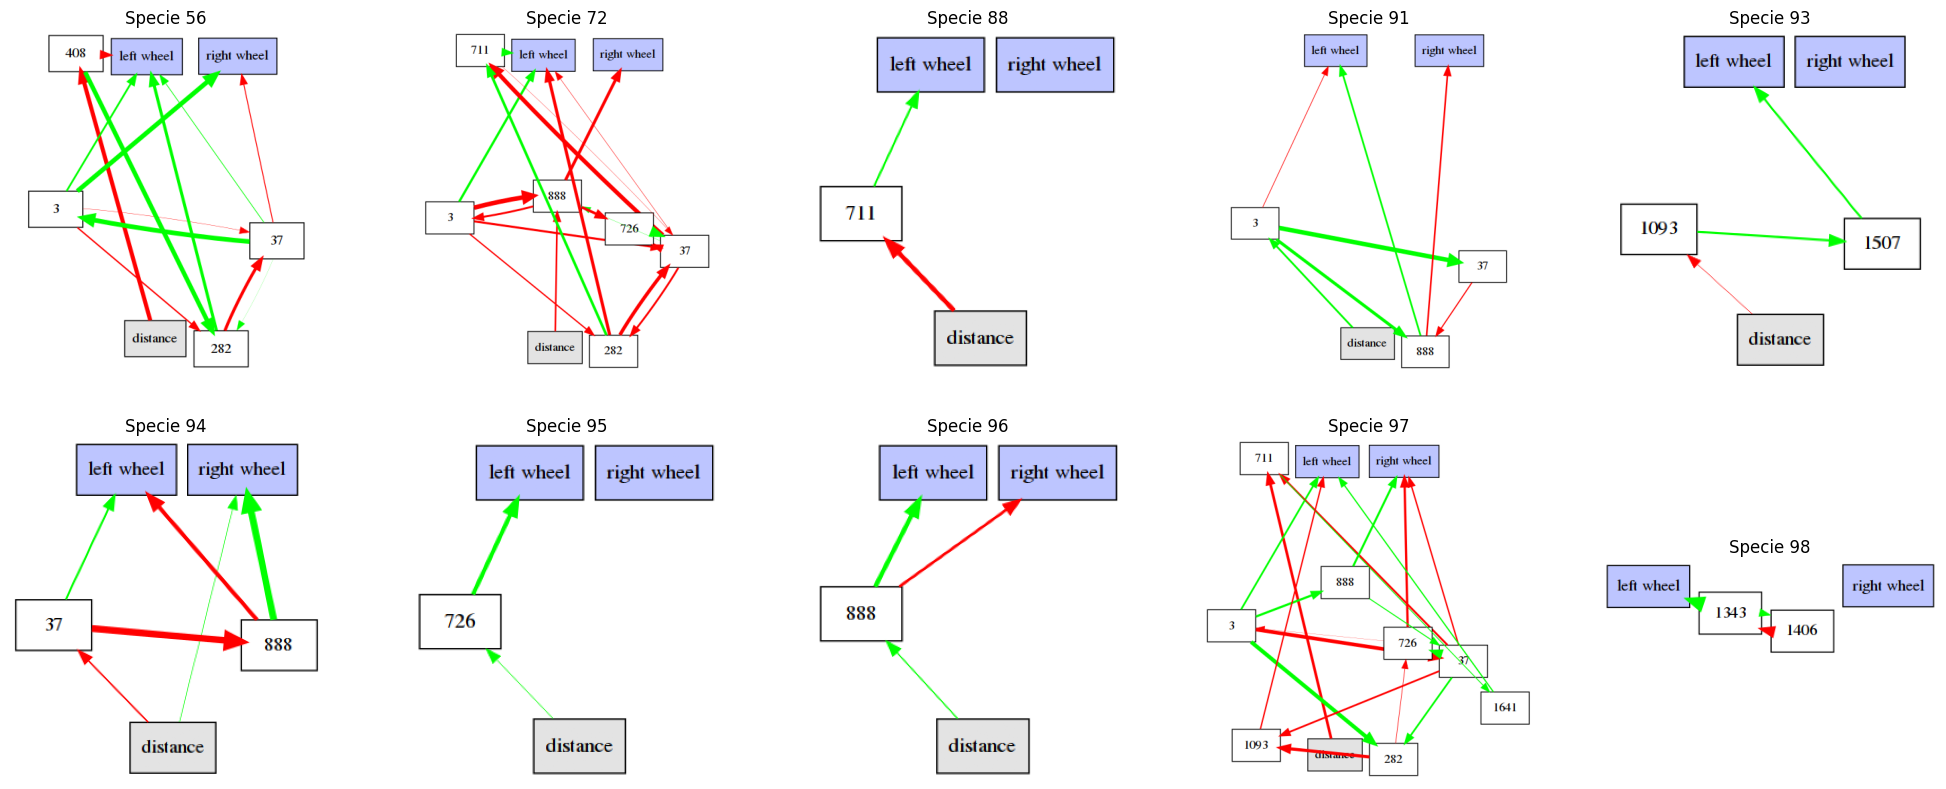 Specie 56
408
left wheel
right wheel
3
37
distance
282
Specie 72
711
left wheel
right wheel
888
3
726
37
distance
282
Specie 88
left wheel
right wheel
711
distance
Specie 91
left wheel
right wheel
3
37
distance
888
Specie 93
left wheel
right wheel
1093
1507
distance
Specie 94
left wheel
right wheel
37
888
distance
Specie 95
left wheel
right wheel
726
distance
Specie 96
left wheel
right wheel
888
distance
Specie 97
711
left wheel
right wheel
888
3
726
37
1641
1093
distance
282
Specie 98
left wheel
right wheel
1343
1406